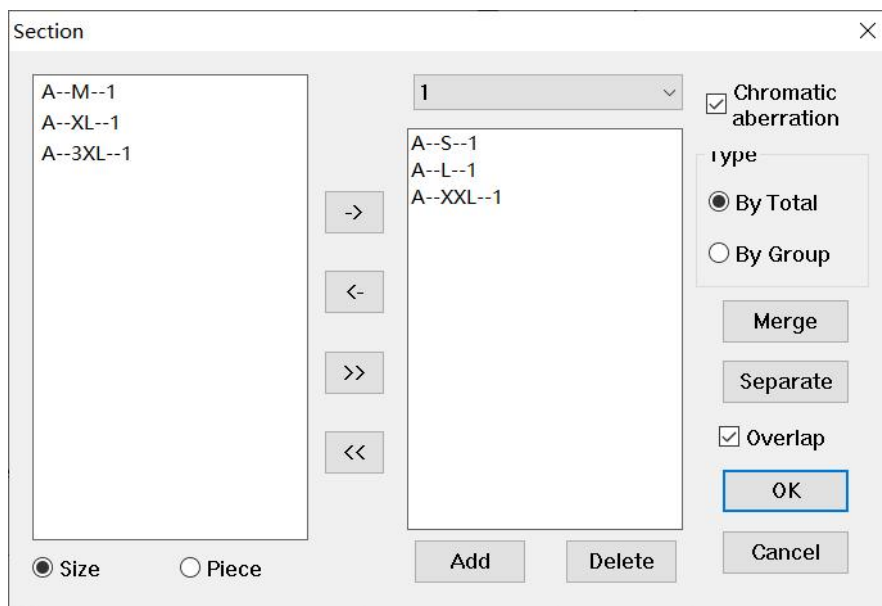 Section
A--M--1
A--XL--1
A--3XL--1
->
<-
>>
<<
Size
Piece
1
A--S--1
A--L--1
A--XXL--1
Add
Delete
Chromatic
aberration
Type
By Total
By Group
Merge
Separate
Overlap
OK
Cancel